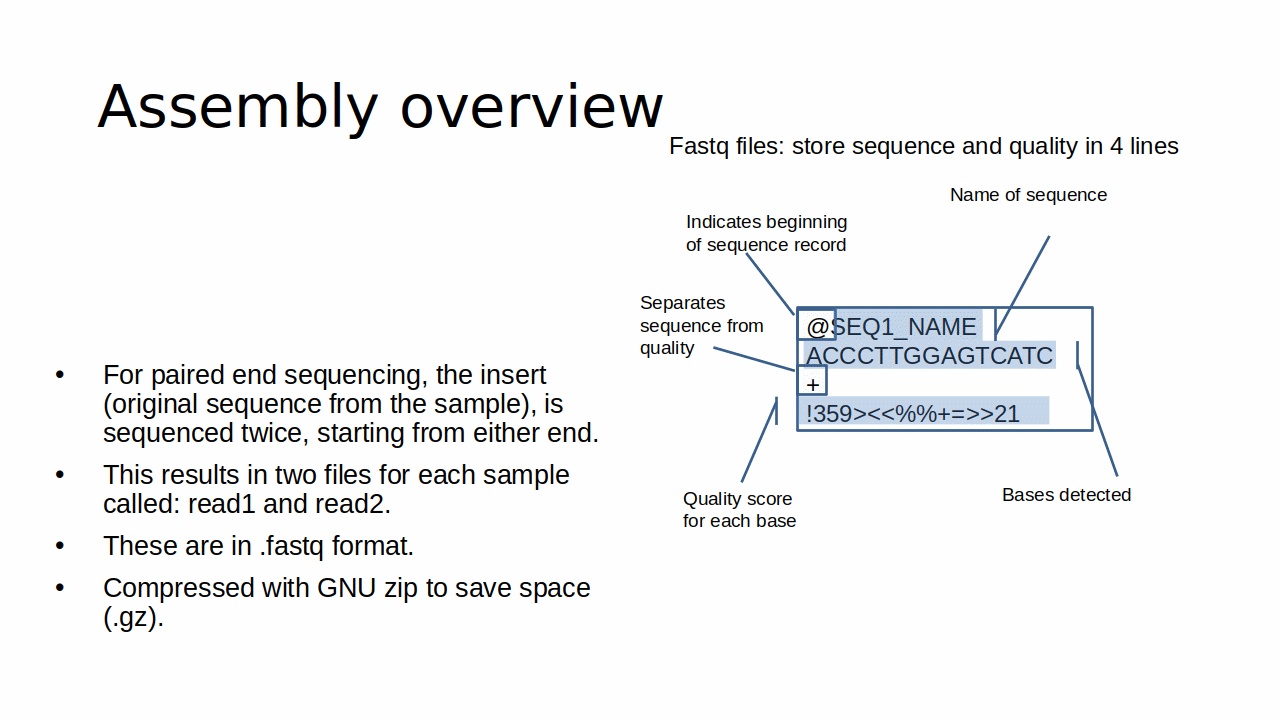 Assembly overview
Fastq files: store sequence and quality in 4 lines
Name of sequence
Indicates beginning
of sequence record
Separates
sequence from
quality
@SEQ1_NAME
ACCCTTGGAGTCATC
+
!359><<%%+=>>21
Quality score
for each base
Bases detected
• For paired end sequencing, the insert
(original sequence from the sample), is
sequenced twice, starting from either end.
• This results in two files for each sample
called: read1 and read2.
• These are in .fastq format.
• Compressed with GNU zip to save space
(.gz).